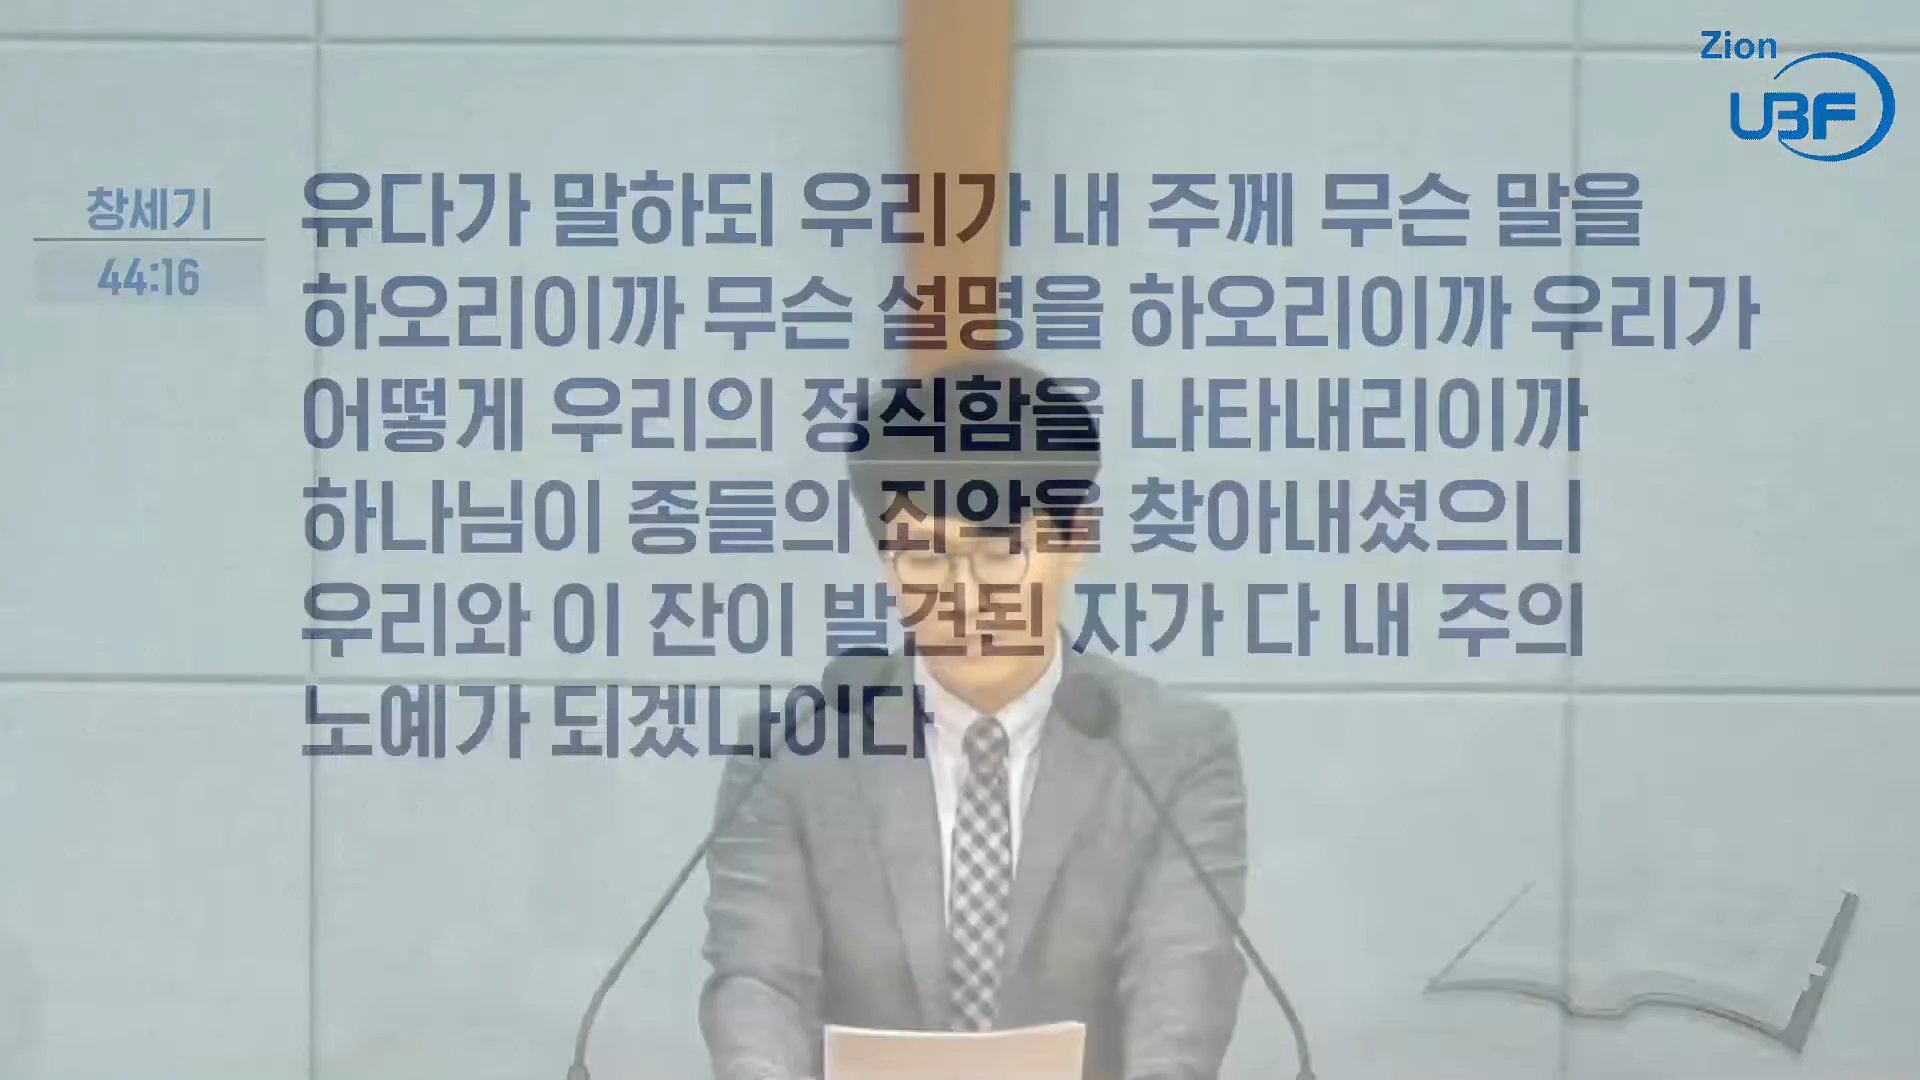 Zion
UBF
창세기
44:16
유다가 말하되 우리가 내 주께 무슨 말을
하오리이까 무슨 설명을 하오리이까 우리가
어떻게 우리의 정직함을 나타내리이까
하나님이 종들의 죄악을 찾아내셨으니
우리와 이 잔이 발견된 자가 다 내 주의
노예가 되겠나이다